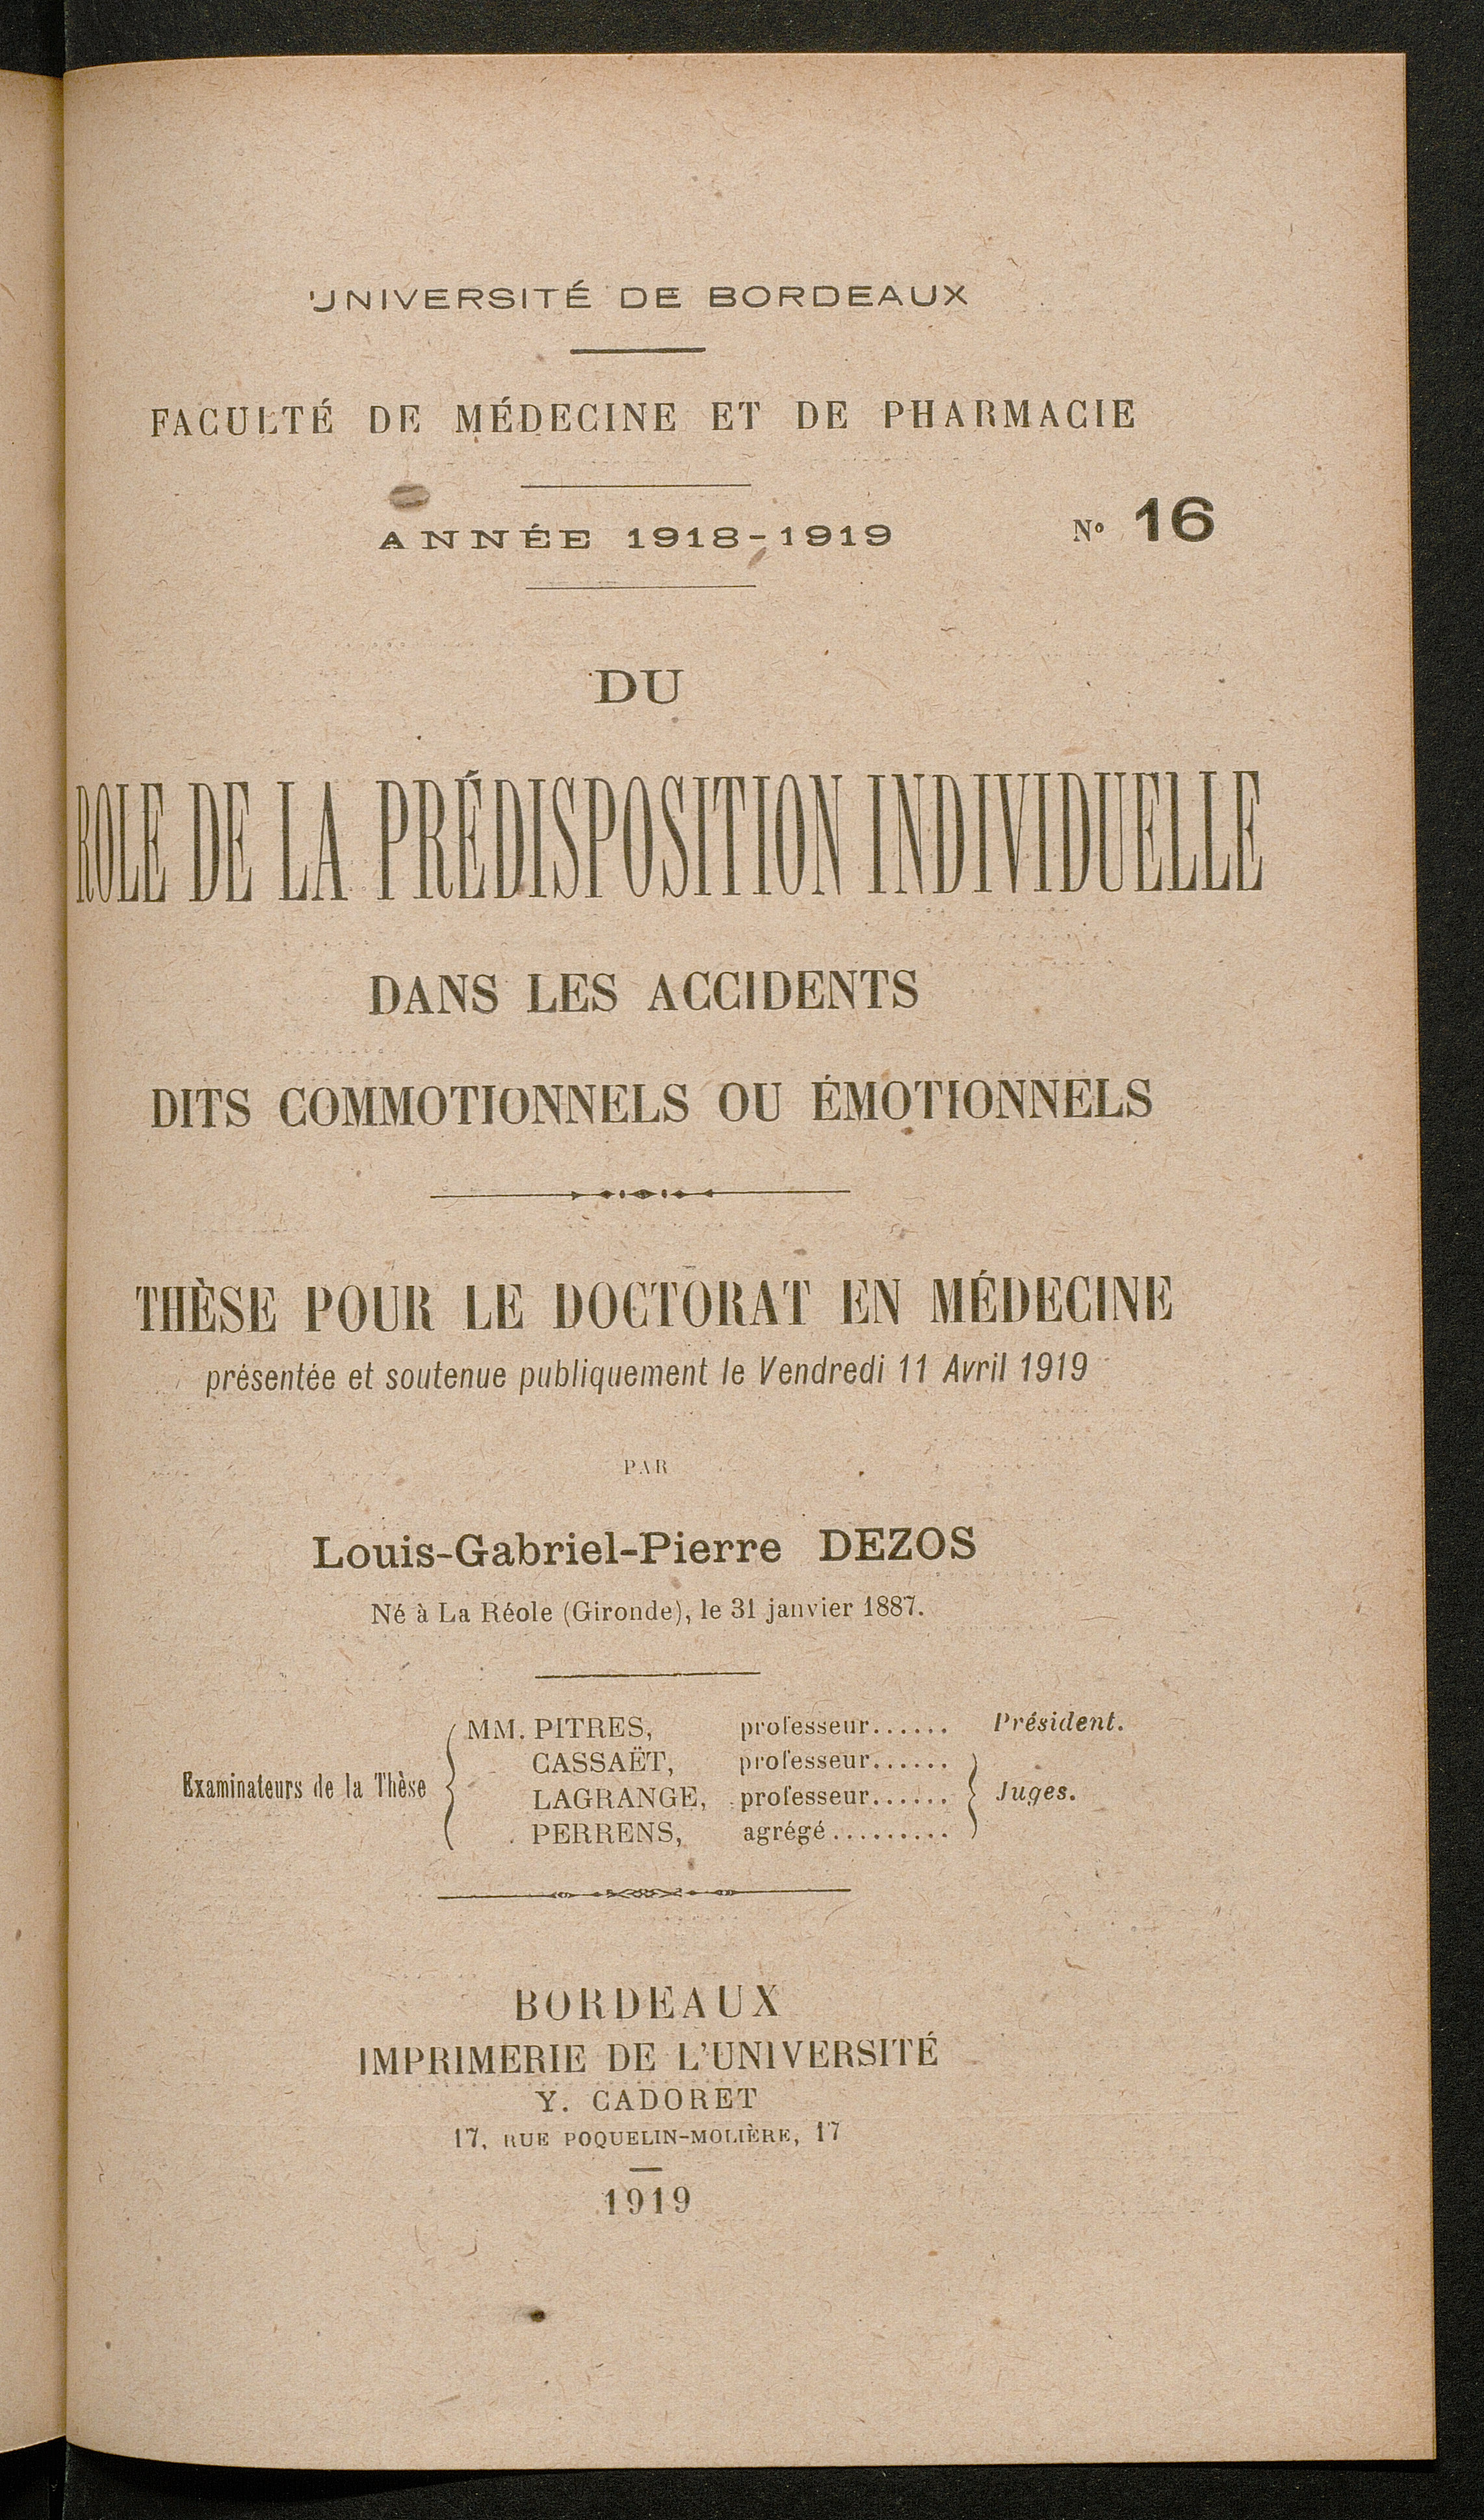 UNIVERSITÉ DE BORDEAUX
FACULTÉ DE MÉDECINE ET DE PHARMACIE
ANNÉE 1918-1919 N° 16
DU
ROLE DE LA PRÉDISPOSITION INDIVIDUELLE
DANS LES ACCIDENTS
DITS COMMOTIONNELS OU ÉMOTIONNELS
THÈSE POUR LE DOCTORAT EN MÉDECINE
présentée et soutenue publiquement le Vendredi 11 Avril 1919
PAR
Louis-Gabriel-Pierre DEZOS
Né à La Réole (Gironde), le 31 janvier 1887.
Examinateurs de la Thèse
MM. PITRES, professeur...... Président.
CASSAËT, professeur......
LAGRANGE, professeur......
PERRENS, agrégé.........
Juges.
BORDEAUX
IMPRIMERIE DE L'UNIVERSITÉ
Y. CADORET
17, RUE POQUELIN-MOLIÈRE, 17
1919